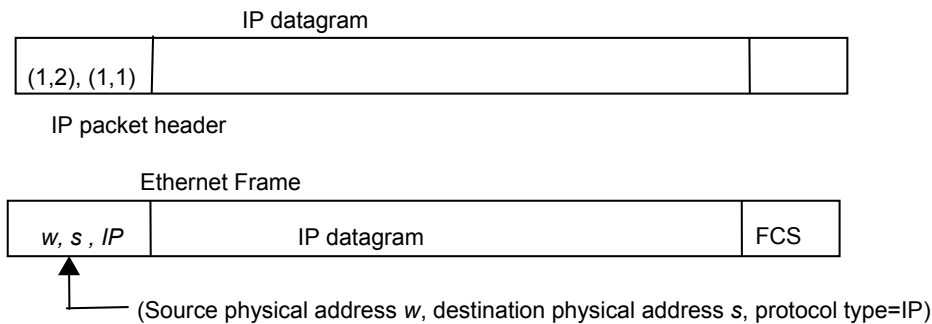 IP datagram
(1,2), (1,1)
IP packet header
Ethernet Frame
w, s , IP
IP datagram
FCS
(Source physical address w, destination physical address s, protocol type=IP)